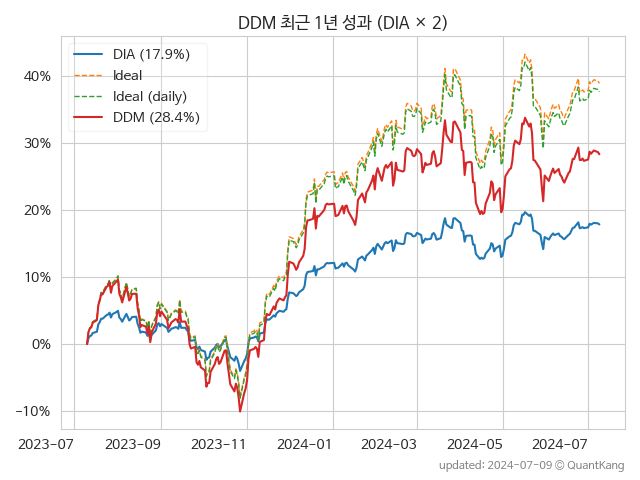 DDM 최근 1년 성과 (DIA × 2)
DIA (17.9%)
Ideal
Ideal (daily)
DDM (28.4%)
40%
30%
20%
10%
0%
−10%
2023-07 2023-09 2023-11 2024-01 2024-03 2024-05 2024-07
updated: 2024-07-09 © QuantKang